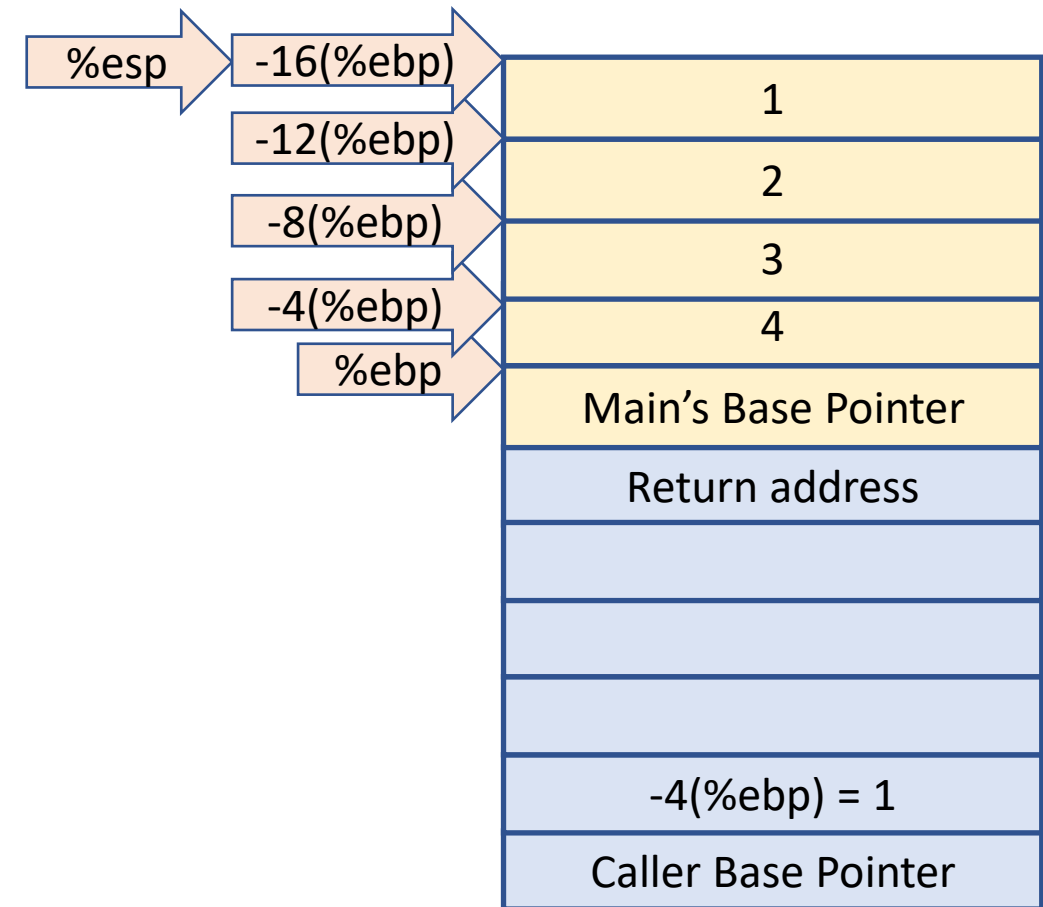 %esp
-16(%ebp)
1
-12(%ebp)
2
-8(%ebp)
3
-4(%ebp)
4
%ebp
Main’s Base Pointer
Return address
-4(%ebp) = 1
Caller Base Pointer